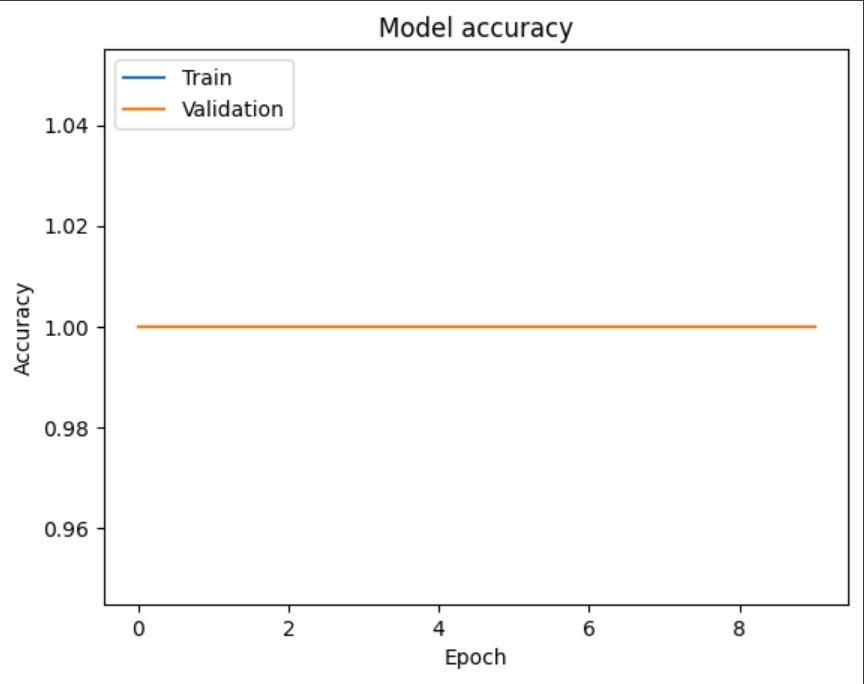 Model accuracy
Train
Validation
1.04
1.02
1.00
0.98
0.96
Accuracy
0 2 4 6 8
Epoch